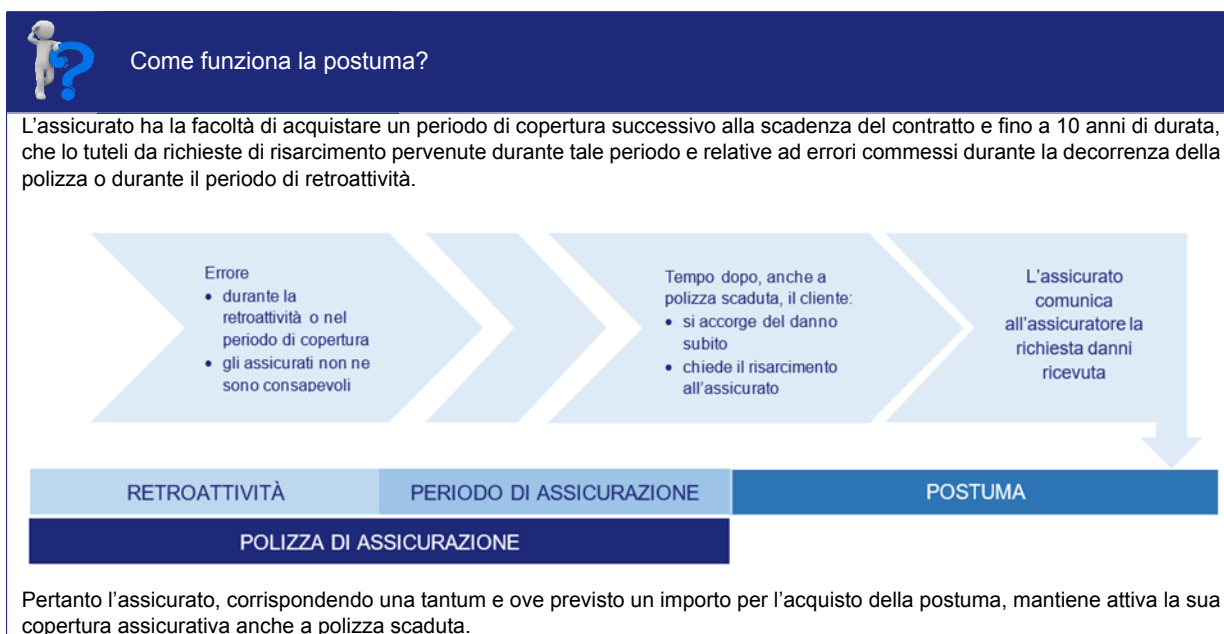 Come funziona la postuma?
L'assicurato ha la facoltà di acquistare un periodo di copertura successivo alla scadenza del contratto e fino a 10 anni di durata,
che lo tuteli da richieste di risarcimento pervenute durante tale periodo e relative ad errori commessi durante la decorrenza della
polizza o durante il periodo di retroattività.
Errore
• durante la
retroattività o nel
periodo di copertura
• gli assicurati non ne
sono consapevoli
Tempo dopo, anche a
polizza scaduta, il cliente:
• si accorge del danno
subito
• chiede il risarcimento
all'assicurato
L'assicurato
comunica
all'assicuratore la
richiesta danni
ricevuta
RETROATTIVITÀ
PERIODO DI ASSICURAZIONE
POSTUMA
POLIZZA DI ASSICURAZIONE
Pertanto l'assicurato, corrispondendo una tantum e ove previsto un importo per l'acquisto della postuma, mantiene attiva la sua
copertura assicurativa anche a polizza scaduta.